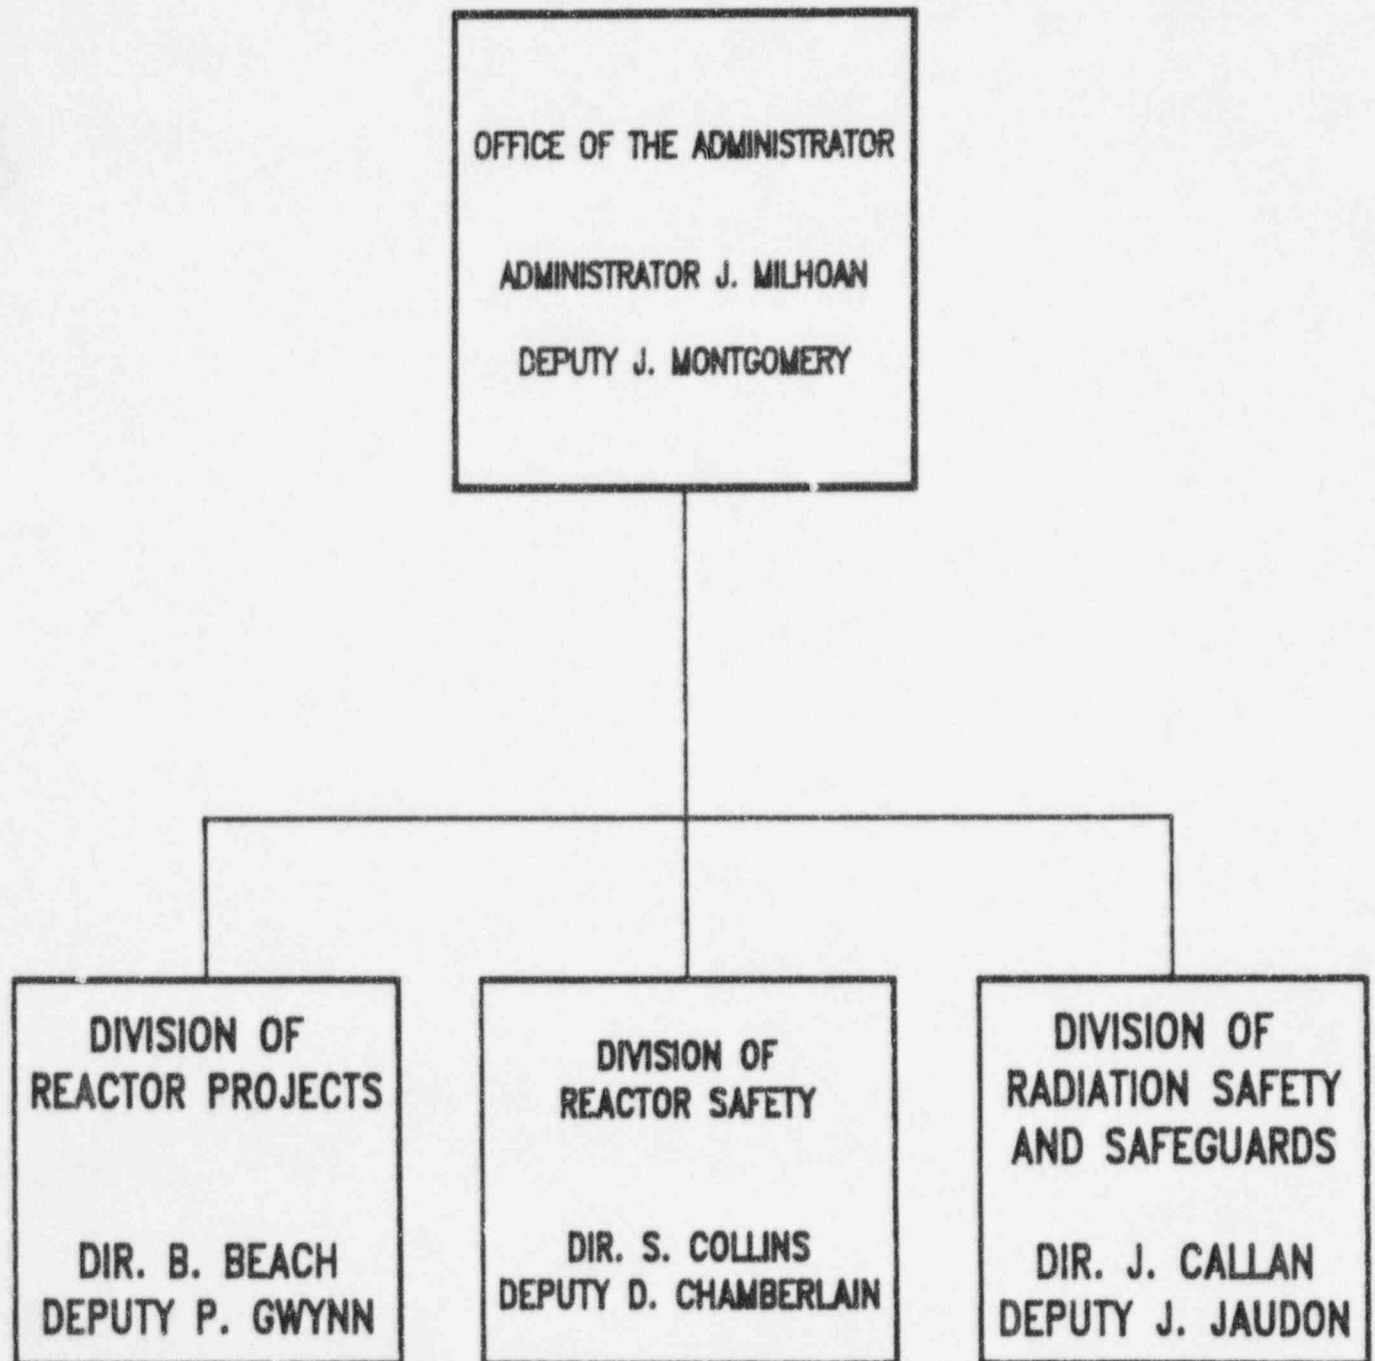 OFFICE OF THE ADMINISTRATOR
ADMINISTRATOR J. MILHOAN
DEPUTY J. MONTGOMERY
DIVISION OF
REACTOR PROJECTS
DIR. B. BEACH
DEPUTY P. GWYNN
DIVISION OF
REACTOR SAFETY
DIR. S. COLLINS
DEPUTY D. CHAMBERLAIN
DIVISION OF
RADIATION SAFETY
AND SAFEGUARDS
DIR. J. CALLAN
DEPUTY J. JAUDON